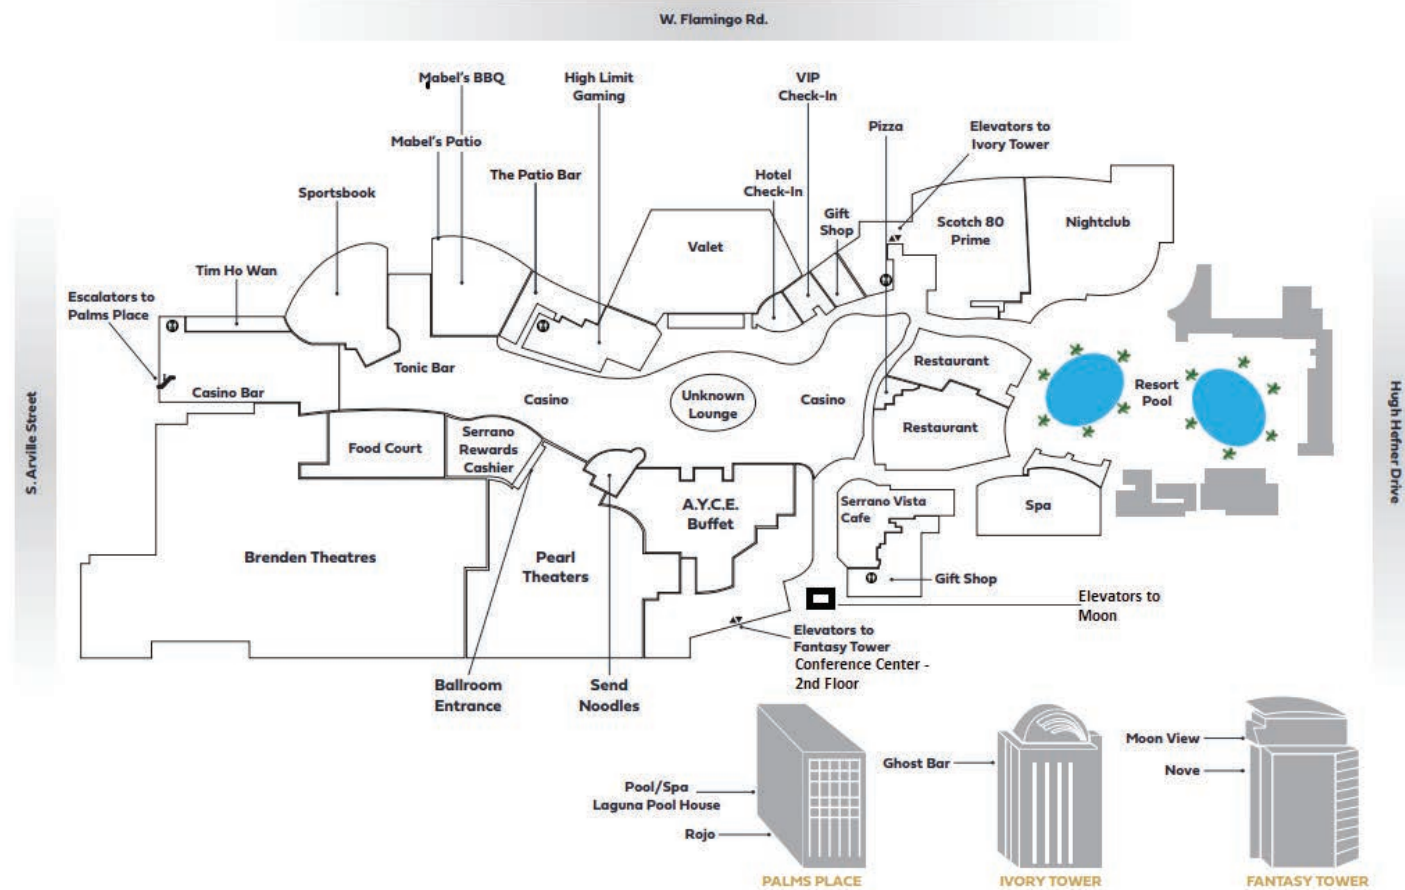 W. Flamingo Rd.
Mabel's BBQ
High Limit
Gaming
VIP
Check-In
Mabel's Patio
Pizza
Elevators to
Ivory Tower
The Patio Bar
Hotel
Check-In
Sportsbook
Gift
Shop
Scotch 80
Prime
Nightclub
Valet
Tim Ho Wan
Escalators to
Palms Place
Tonic Bar
Restaurant
Casino Bar
Casino
Unknown
Lounge
Casino
Resort
Pool
S. Arville Street
Hugh Hefner Drive
Food Court
Serrano
Rewards
Cashier
Restaurant
A.Y.C.E.
Buffet
Serrano Vista
Cafe
Spa
Brenden Theatres
Pearl
Theaters
Gift Shop
Elevators to
Moon
Elevators to
Fantasy Tower
Conference Center -
2nd Floor
Ballroom
Entrance
Send
Noodles
Pool/Spa
Laguna Pool House
Rojo
PALMS PLACE
Ghost Bar
IVORY TOWER
Moon View
Nove
FANTASY TOWER